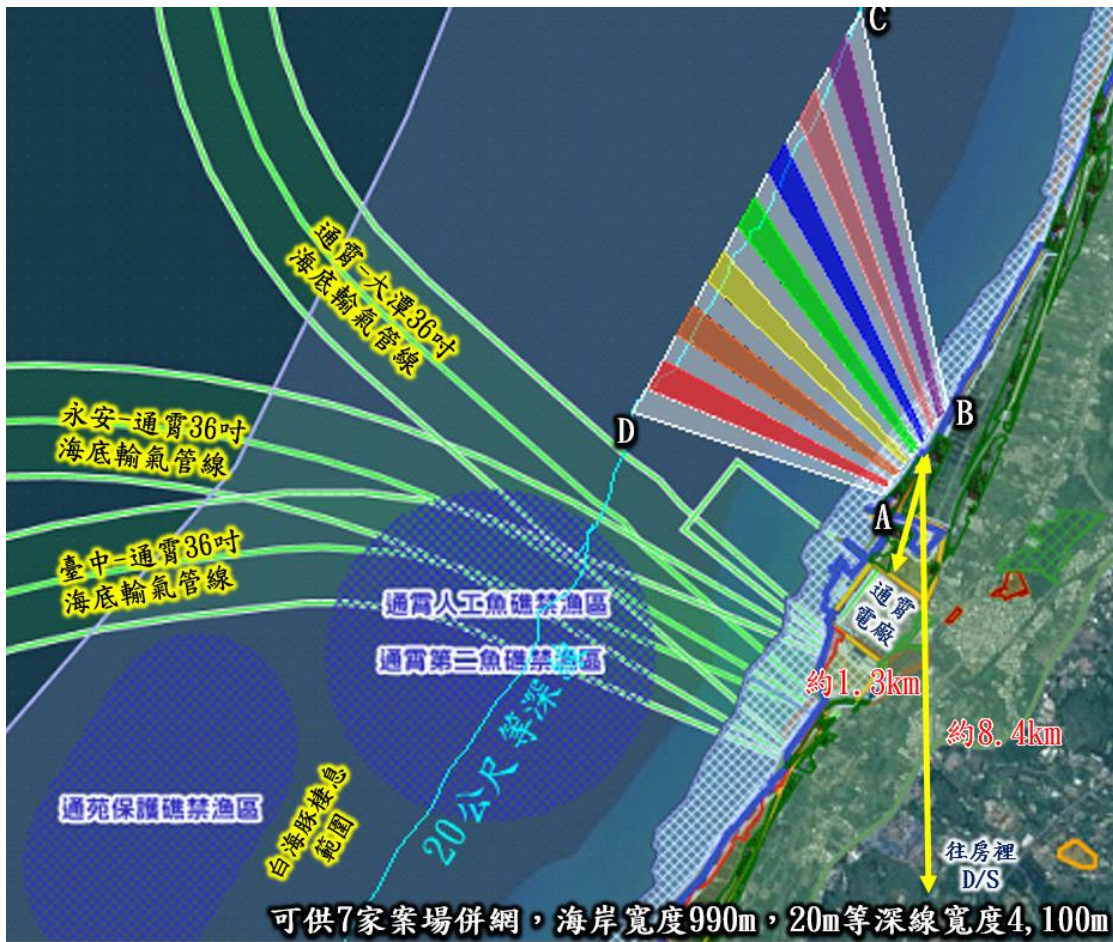 C
通霄-大潭36吋
海底輸氣管線
永安-通霄36吋
海底輸氣管線
臺中-通霄36吋
海底輸氣管線
D
B
A
通霄
電廠
通霄人工魚礁禁漁區
通霄第二魚礁禁漁區
約1.3km
約8.4km
20公尺 等深
通苑保護礁禁漁區
白海豚棲息
範圍
往房裡
D/S
可供7家案場併網，海岸寬度990m，20m等深線寬度4,100m